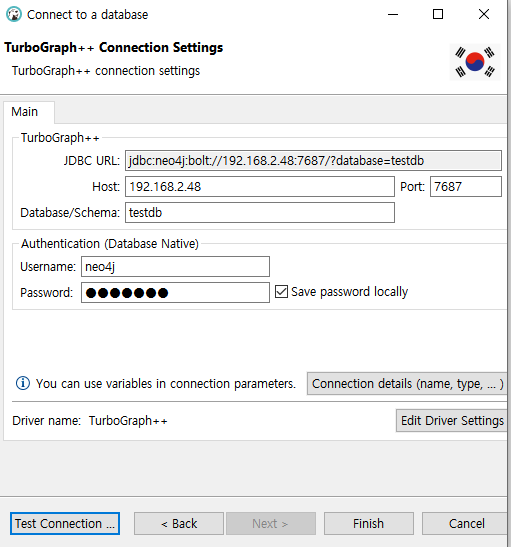 Connect to a database
TurboGraph++ Connection Settings
TurboGraph++ connection settings
Main
TurboGraph++
JDBC URL: jdbc:neo4j:bolt://192.168.2.48:7687/?database=testdb
Host: 192.168.2.48 Port: 7687
Database/Schema: testdb
Authentication (Database Native)
Username: neo4j
Password: ●●●●●●● Save password locally
You can use variables in connection parameters. Connection details (name, type, ... )
Driver name: TurboGraph++ Edit Driver Settings
Test Connection ... < Back Next > Finish Cancel